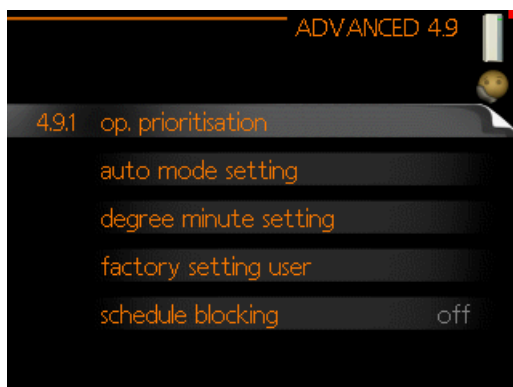 ADVANCED 4.9
4.9.1 op. prioritisation
auto mode setting
degree minute setting
factory setting user
schedule blocking off